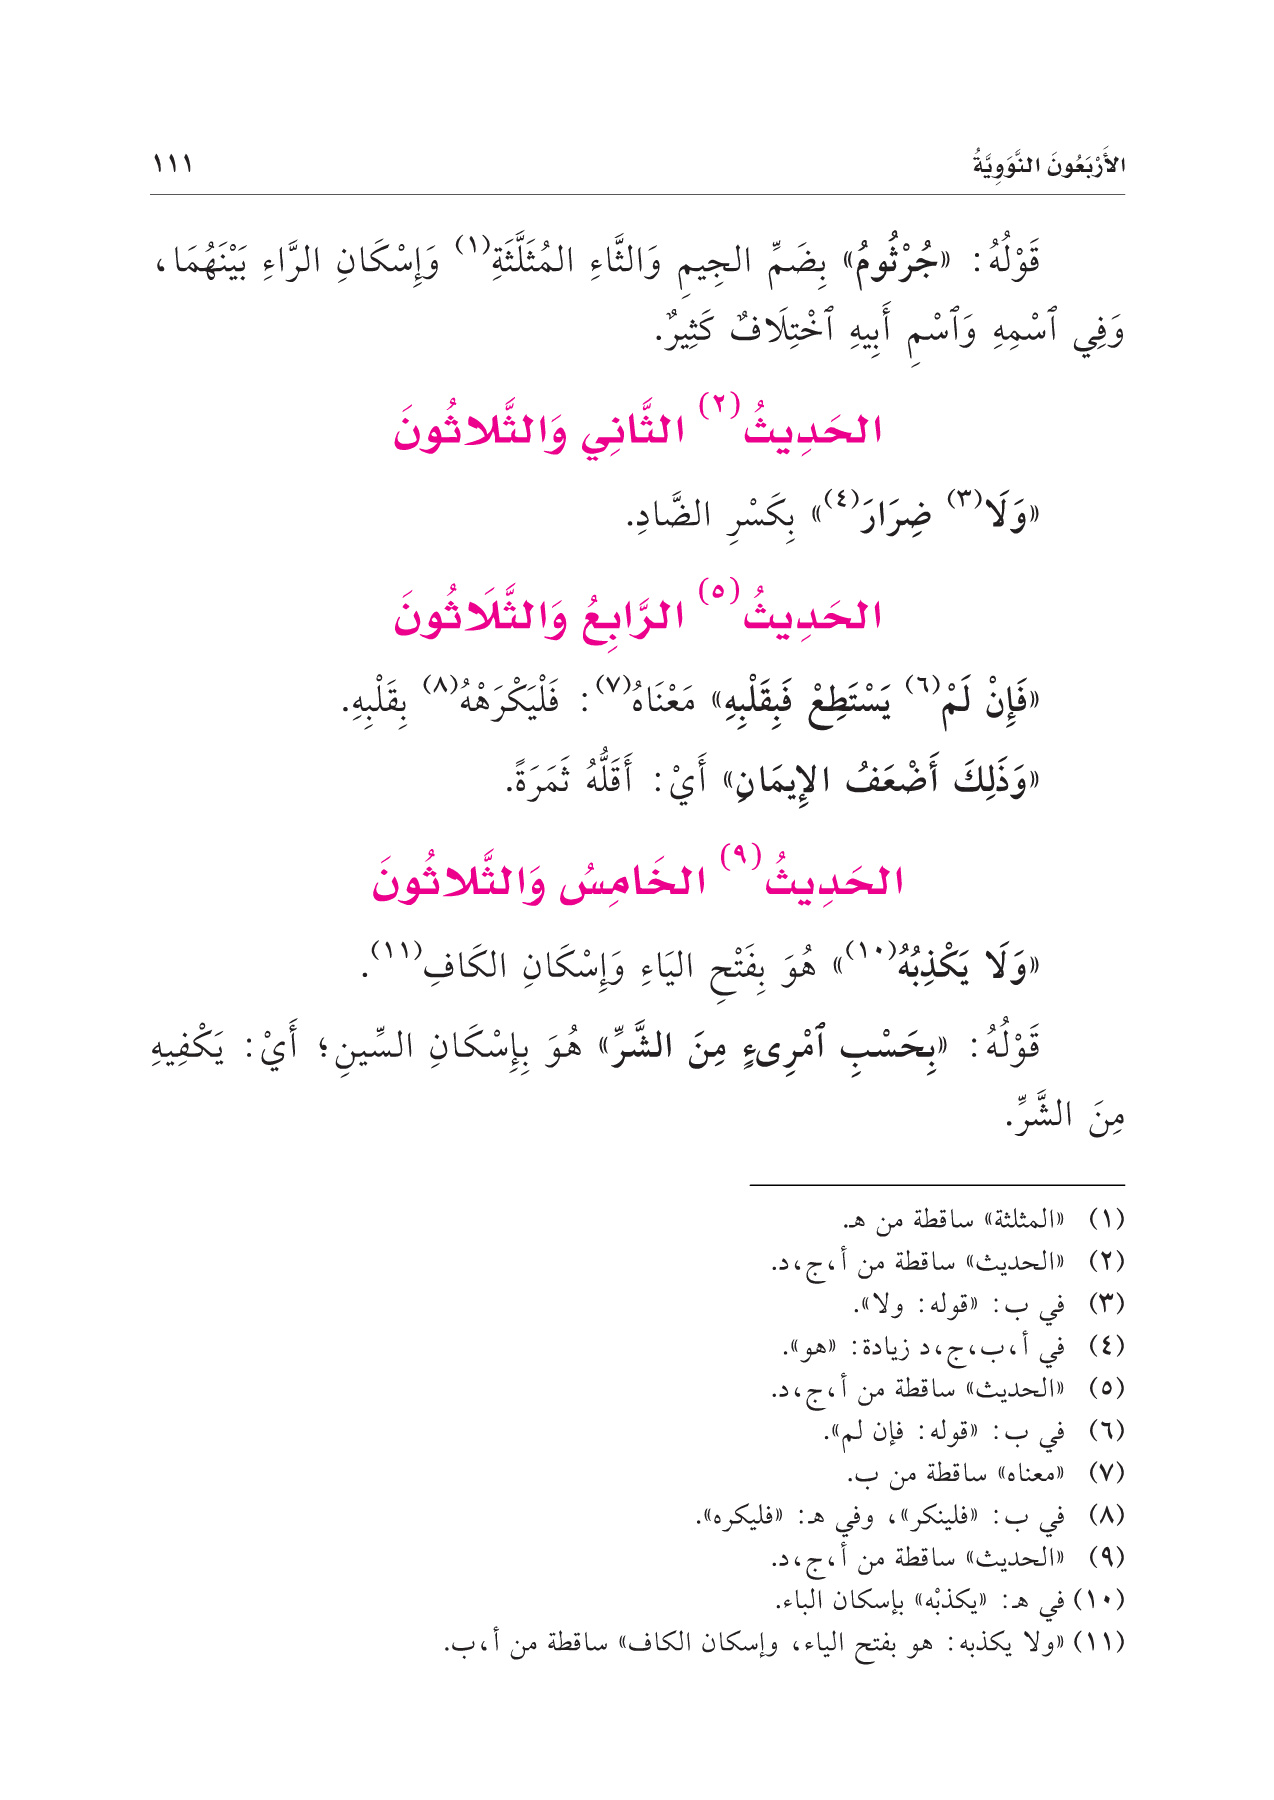 الأَرْبَعُونَ النَّوَوِيَّةُ ١١١
قَوْلُهُ: «جُرْثُومُ» بِضَمِّ الجِيمِ وَالثَّاءِ المُثَلَّثَةِ(١) وَإِسْكَانِ الرَّاءِ بَيْنَهُمَا،
وَفِي ٱسْمِهِ وَٱسْمِ أَبِيهِ ٱخْتِلَافٌ كَثِيرٌ.
الحَدِيثُ(٢) الثَّانِي وَالثَّلاثُونَ
«وَلَا(٣) ضِرَارَ(٤)» بِكَسْرِ الضَّادِ.
الحَدِيثُ(٥) الرَّابِعُ وَالثَّلَاثُونَ
«فَإِنْ لَمْ(٦) يَسْتَطِعْ فَبِقَلْبِهِ» مَعْنَاهُ(٧): فَلْيَكْرَهْهُ(٨) بِقَلْبِهِ.
«وَذَلِكَ أَضْعَفُ الإِيمَانِ» أَيْ: أَقَلُّهُ ثَمَرَةً.
الحَدِيثُ(٩) الخَامِسُ وَالثَّلاثُونَ
«وَلَا يَكْذِبُهُ(١٠)» هُوَ بِفَتْحِ اليَاءِ وَإِسْكَانِ الكَافِ(١١).
قَوْلُهُ: «بِحَسْبِ ٱمْرِىءٍ مِنَ الشَّرِّ» هُوَ بِإِسْكَانِ السِّينِ؛ أَيْ: يَكْفِيهِ
مِنَ الشَّرِّ.
(١) «المثلثة» ساقطة من هـ.
(٢) «الحديث» ساقطة من أ،ج،د.
(٣) في ب: «قوله: ولا».
(٤) في أ،ب،ج،د زيادة: «هو».
(٥) «الحديث» ساقطة من أ،ج،د.
(٦) في ب: «قوله: فإن لم».
(٧) «معناه» ساقطة من ب.
(٨) في ب: «فلينكر»، وفي هـ: «فليكره».
(٩) «الحديث» ساقطة من أ،ج،د.
(١٠) في هـ: «يكذبْه» بإسكان الباء.
(١١) «ولا يكذبه: هو بفتح الياء، وإسكان الكاف» ساقطة من أ،ب.